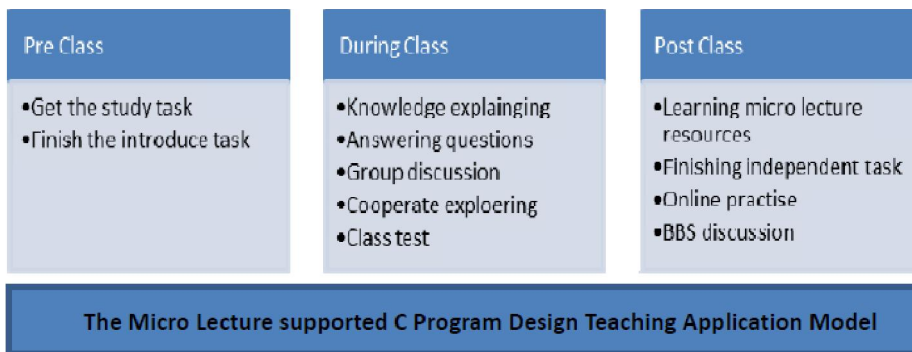 Pre Class
•Get the study task
•Finish the introduce task
During Class
•Knowledge explainging
•Answering questions
•Group discussion
•Cooperate exploering
•Class test
Post Class
•Learning micro lecture
resources
•Finishing independent task
•Online practise
•BBS discussion
The Micro Lecture supported C Program Design Teaching Application Model